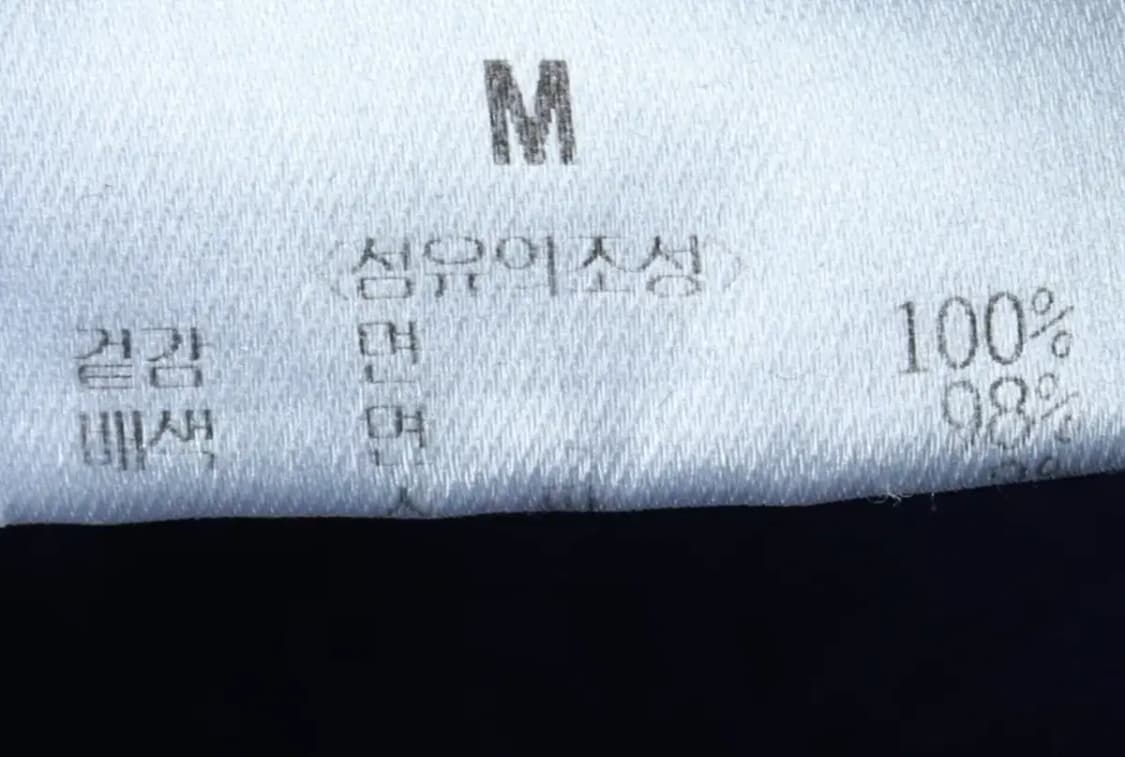 M
(섬유의조성)
겉감 면 100%
배색 면 98%